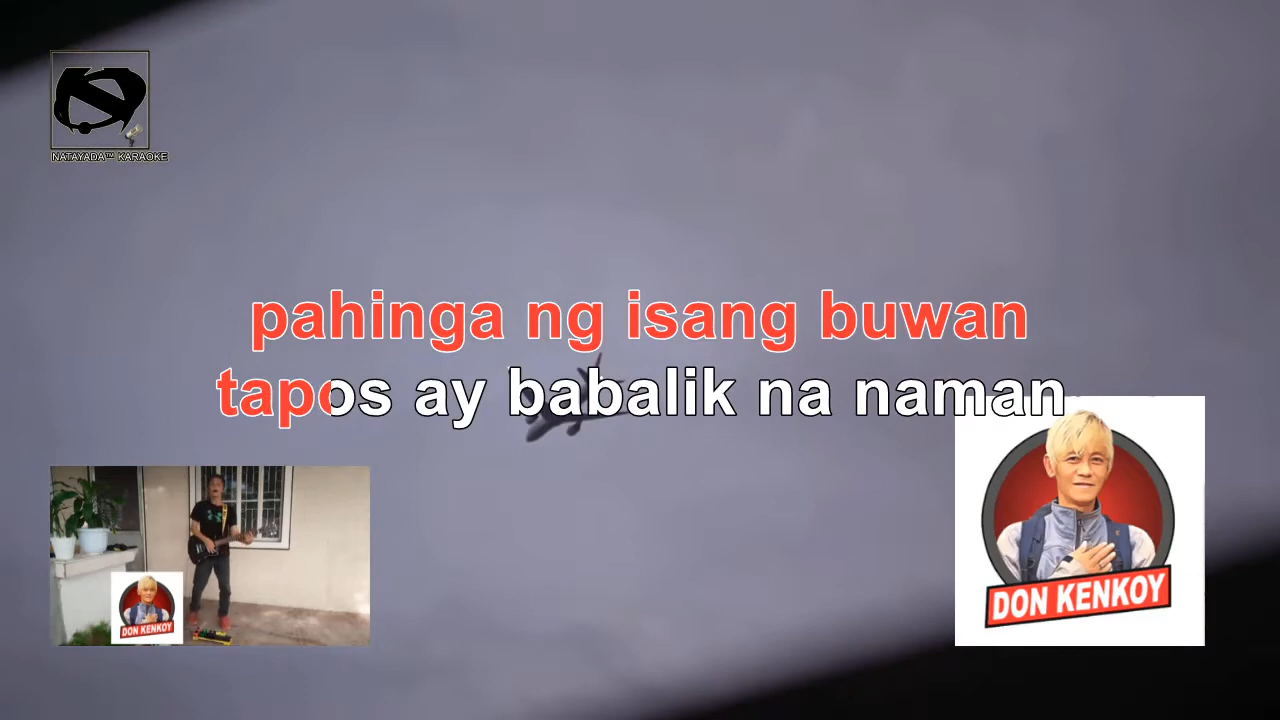 NATAYADA™ KARAOKE
pahinga ng isang buwan
tapos ay babalik na naman
DON KENKOY
DON KENKOY